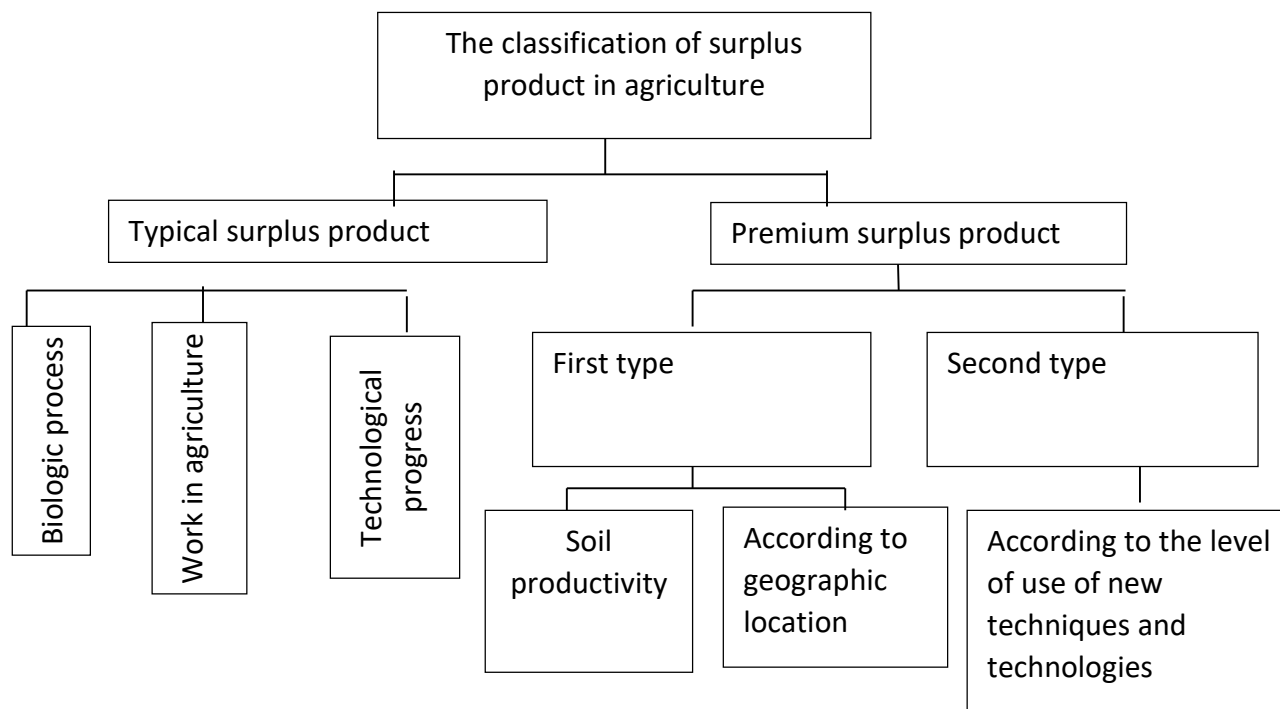 The classification of surplus
product in agriculture
Typical surplus product
Premium surplus product
Biologic process
Work in agriculture
Technological
progress
First type
Second type
Soil
productivity
According to
geographic
location
According to the level
of use of new
techniques and
technologies